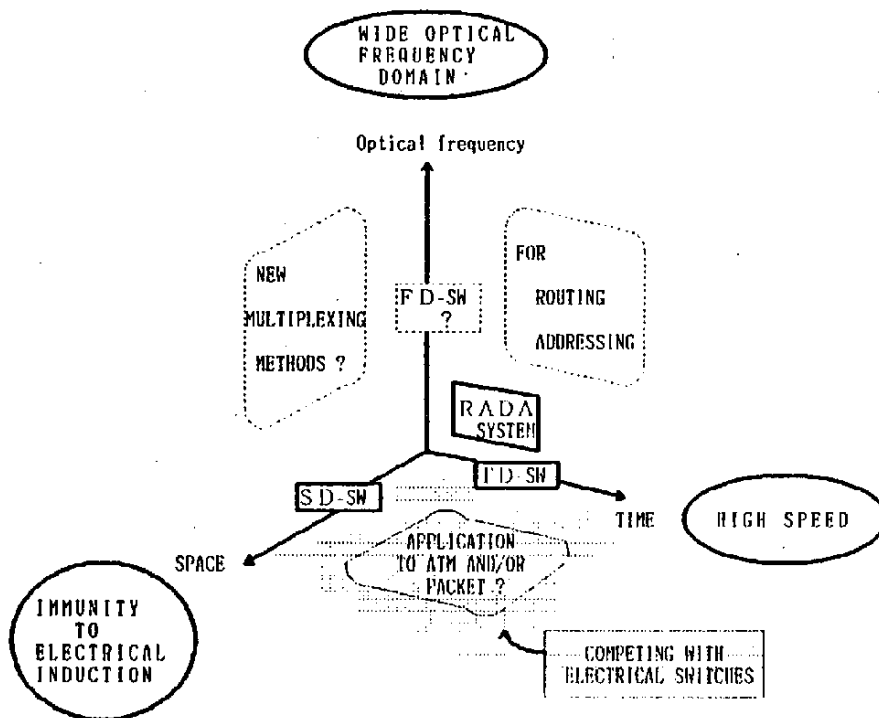 WIDE OPTICAL
FREQUENCY
DOMAIN
Optical frequency
NEW
MULTIPLEXING
METHODS ?
FD-SW
?
FOR
ROUTING
ADDRESSING
RADA
SYSTEM
SD-SW
TD-SW
TIME
HIGH SPEED
SPACE
APPLICATION
TO ATM AND/OR
PACKET ?
IMMUNITY
TO
ELECTRICAL
INDUCTION
COMPETING WITH
ELECTRICAL SWITCHES